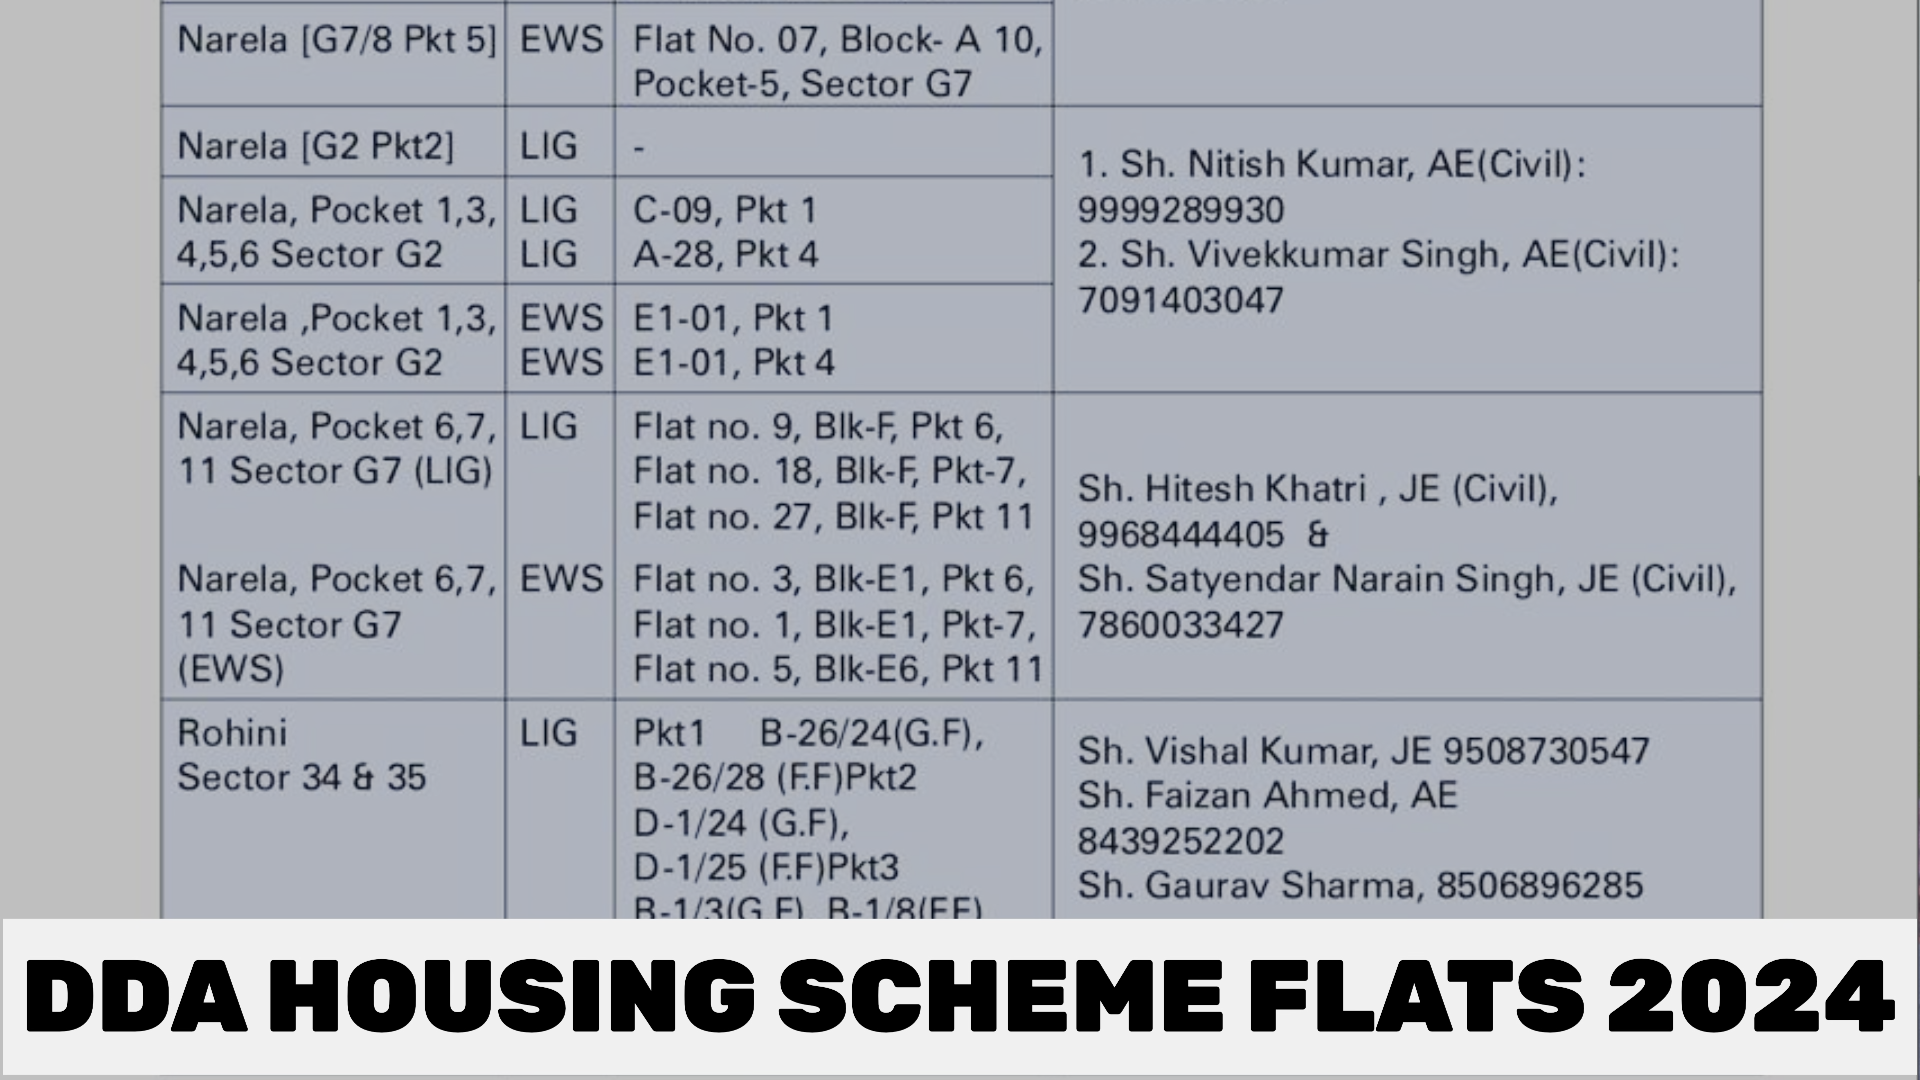 Narela [G7/8 Pkt 5] EWS Flat No. 07, Block- A 10,
Pocket-5, Sector G7
Narela [G2 Pkt2] LIG -
Narela, Pocket 1,3, LIG C-09, Pkt 1
4,5,6 Sector G2 LIG A-28, Pkt 4
Narela ,Pocket 1,3, EWS E1-01, Pkt 1
4,5,6 Sector G2 EWS E1-01, Pkt 4
1. Sh. Nitish Kumar, AE(Civil):
9999289930
2. Sh. Vivekkumar Singh, AE(Civil):
7091403047
Narela, Pocket 6,7, LIG Flat no. 9, Blk-F, Pkt 6,
11 Sector G7 (LIG) Flat no. 18, Blk-F, Pkt-7,
Flat no. 27, Blk-F, Pkt 11
Narela, Pocket 6,7, EWS Flat no. 3, Blk-E1, Pkt 6,
11 Sector G7 Flat no. 1, Blk-E1, Pkt-7,
(EWS) Flat no. 5, Blk-E6, Pkt 11
Sh. Hitesh Khatri , JE (Civil),
9968444405 &
Sh. Satyendar Narain Singh, JE (Civil),
7860033427
Rohini LIG Pkt1 B-26/24(G.F),
Sector 34 & 35 B-26/28 (F.F)Pkt2
D-1/24 (G.F),
D-1/25 (F.F)Pkt3
B-1/3(G.F), B-1/8(F.F)
Sh. Vishal Kumar, JE 9508730547
Sh. Faizan Ahmed, AE
8439252202
Sh. Gaurav Sharma, 8506896285
DDA HOUSING SCHEME FLATS 2024